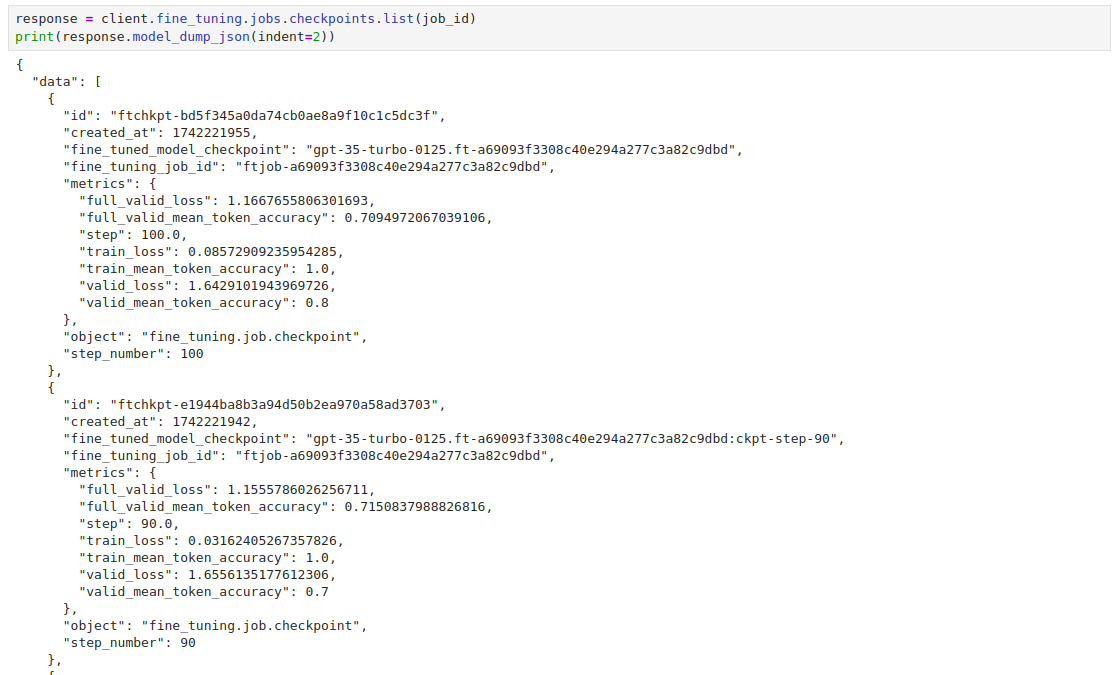 response = client.fine_tuning.jobs.checkpoints.list(job_id)
print(response.model_dump_json(indent=2))
{
  "data": [
    {
      "id": "ftchkpt-bd5f345a0da74cb0ae8a9f10c1c5dc3f",
      "created_at": 1742221955,
      "fine_tuned_model_checkpoint": "gpt-35-turbo-0125.ft-a69093f3308c40e294a277c3a82c9dbd",
      "fine_tuning_job_id": "ftjob-a69093f3308c40e294a277c3a82c9dbd",
      "metrics": {
        "full_valid_loss": 1.1667655806301693,
        "full_valid_mean_token_accuracy": 0.7094972067039106,
        "step": 100.0,
        "train_loss": 0.08572909235954285,
        "train_mean_token_accuracy": 1.0,
        "valid_loss": 1.6429101943969726,
        "valid_mean_token_accuracy": 0.8
      },
      "object": "fine_tuning.job.checkpoint",
      "step_number": 100
    },
    {
      "id": "ftchkpt-e1944ba8b3a94d50b2ea970a58ad3703",
      "created_at": 1742221942,
      "fine_tuned_model_checkpoint": "gpt-35-turbo-0125.ft-a69093f3308c40e294a277c3a82c9dbd:ckpt-step-90",
      "fine_tuning_job_id": "ftjob-a69093f3308c40e294a277c3a82c9dbd",
      "metrics": {
        "full_valid_loss": 1.1555786026256711,
        "full_valid_mean_token_accuracy": 0.7150837988826816,
        "step": 90.0,
        "train_loss": 0.03162405267357826,
        "train_mean_token_accuracy": 1.0,
        "valid_loss": 1.6556135177612306,
        "valid_mean_token_accuracy": 0.7
      },
      "object": "fine_tuning.job.checkpoint",
      "step_number": 90
    },
    {